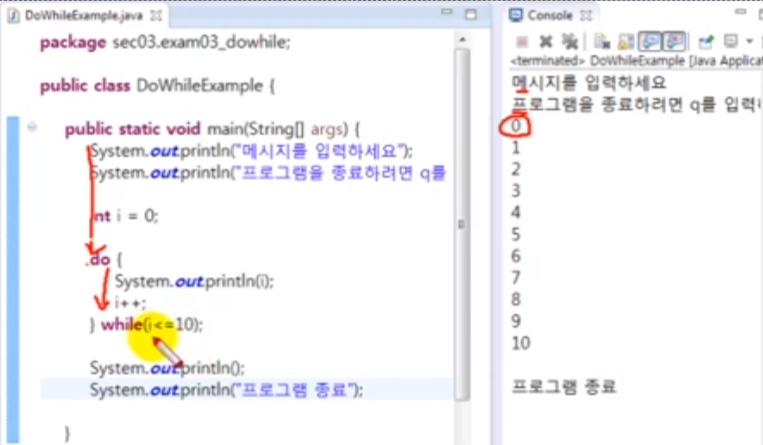 DoWhileExample.java
package sec03.exam03_dowhile;
public class DoWhileExample {
public static void main(String[] args) {
System.out.println("메시지를 입력하세요");
System.out.println("프로그램을 종료하려면 q를
int i = 0;
do {
System.out.println(i);
i++;
} while(i<=10);
System.out.println();
System.out.println("프로그램 종료");
}
Console
<terminated> DoWhileExample [Java Applicat
메시지를 입력하세요
프로그램을 종료하려면 q를 입력
0
1
2
3
4
5
6
7
8
9
10
프로그램 종료